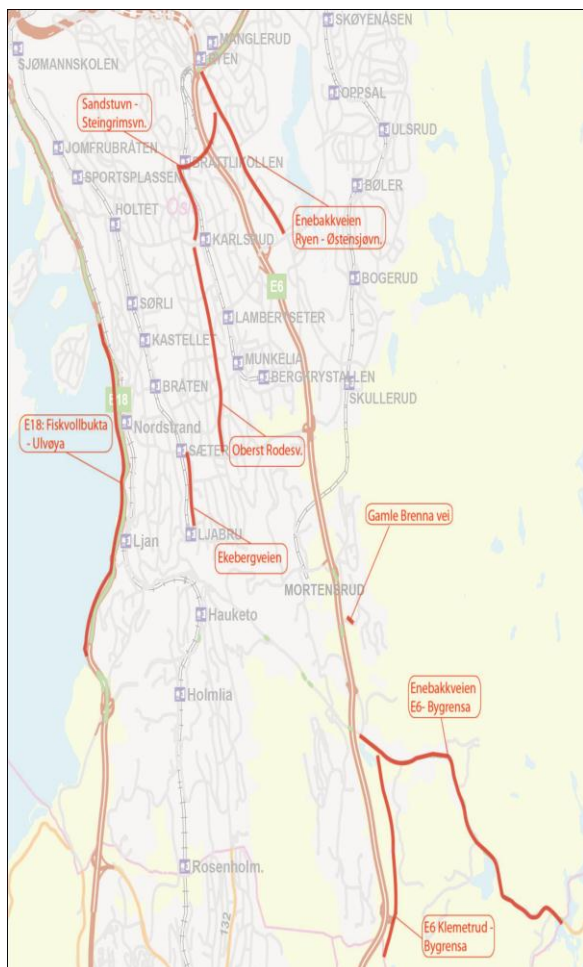 SKØYENÅSEN
MANGLERUD
RYEN
SJØMANNSKOLEN
OPPSAL
Sandstuvn -
Steingrimsvn.
ULSRUD
JOMFRUBRÅTEN
BRATTLIKOLLEN
SPORTSPLASSEN
BØLER
HOLTET
Enebakkveien
Ryen - Østensjøvn.
KARLSRUD
E6
BOGERUD
SØRLI
LAMBERTSETER
KASTELLET
MUNKELIA
BERGKRYSTALLEN
BRÅTEN
SKULLERUD
E18
E18: Fiskvollbukta
- Ulvøya
Nordstrand
SÆTER
Oberst Rodesv.
Gamle Brenna vei
LJABRU
Ljan
Ekebergveien
MORTENSRUD
Hauketo
Enebakkveien
E6- Bygrensa
Holmlia
Rosenholm.
132
E6 Klemetrud -
Bygrensa